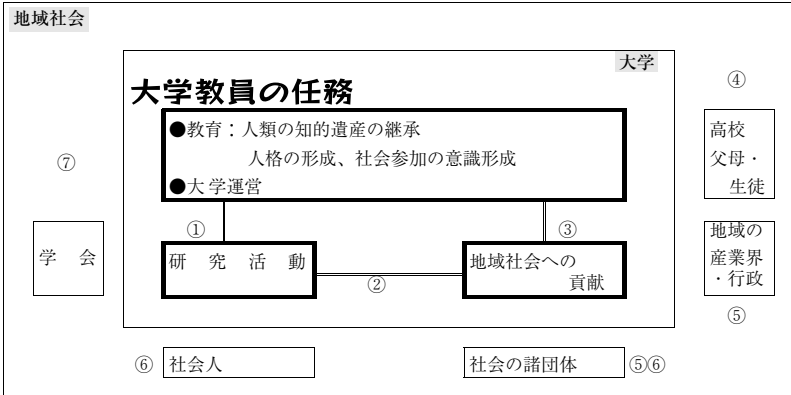 地域社会
大学
大学教員の任務
④
●教育：人類の知的遺産の継承
人格の形成、社会参加の意識形成
●大学運営
高校
父母・
生徒
⑦
①
③
学 会
研 究 活 動
地域社会への
貢献
②
地域の
産業界
・行政
⑤
⑥ 社会人
社会の諸団体 ⑤⑥